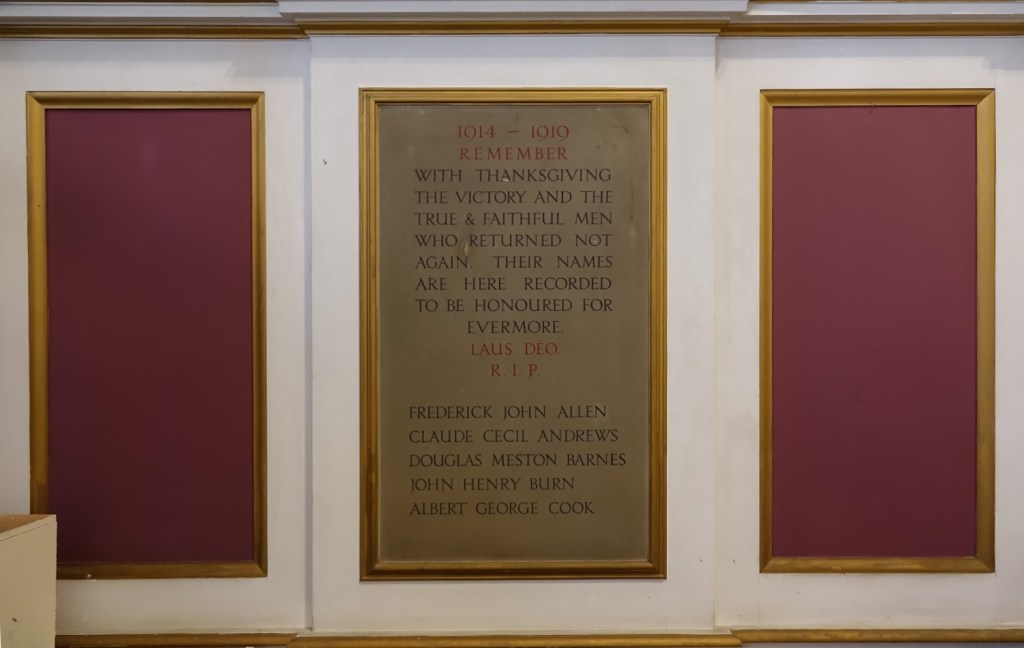 1914 – 1919
REMEMBER
WITH THANKSGIVING
THE VICTORY AND THE
TRUE & FAITHFUL MEN
WHO RETURNED NOT
AGAIN. THEIR NAMES
ARE HERE RECORDED
TO BE HONOURED FOR
EVERMORE.
LAUS DEO.
R. I. P.
FREDERICK JOHN ALLEN
CLAUDE CECIL ANDREWS
DOUGLAS MESTON BARNES
JOHN HENRY BURN
ALBERT GEORGE COOK